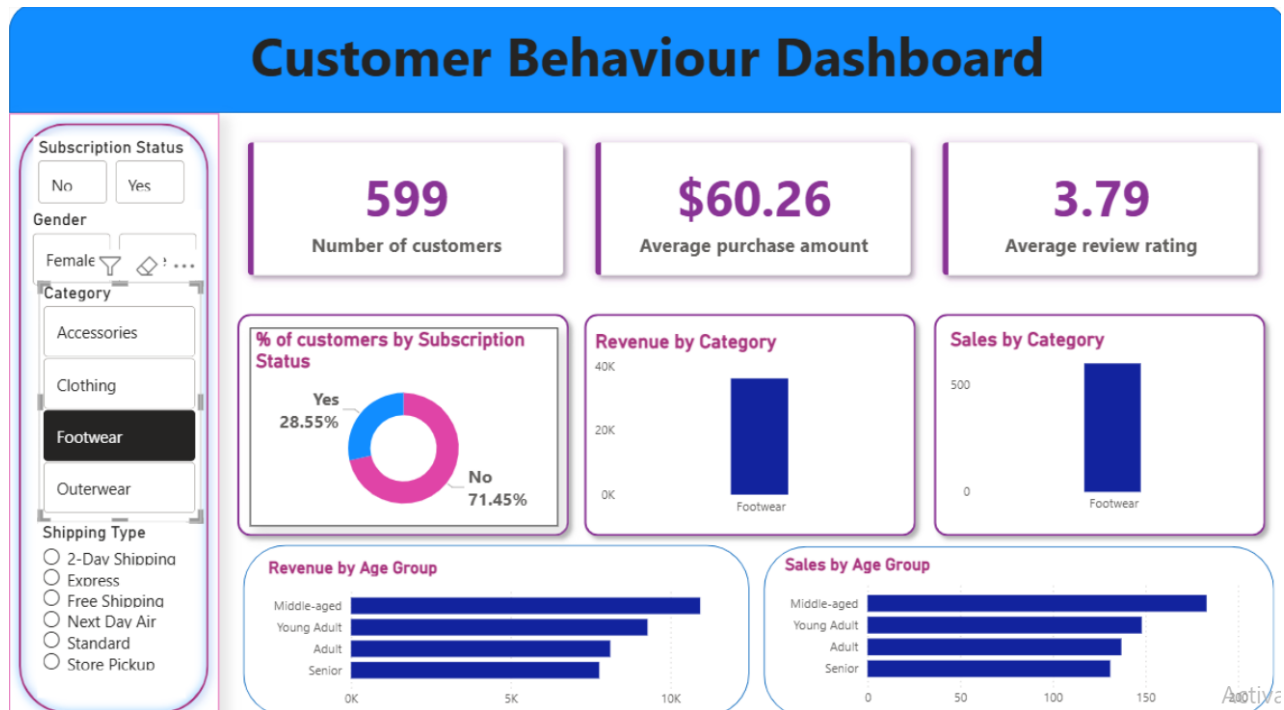 Customer Behaviour Dashboard
Subscription Status
No
Yes
Gender
Female
Category
Accessories
Clothing
Footwear
Outerwear
Shipping Type
2-Day Shipping
Express
Free Shipping
Next Day Air
Standard
Store Pickup
599
Number of customers
$60.26
Average purchase amount
3.79
Average review rating
% of customers by Subscription
Status
Yes
28.55%
No
71.45%
Revenue by Category
40K
20K
0K
Footwear
Sales by Category
500
0
Footwear
Revenue by Age Group
Middle-aged
Young Adult
Adult
Senior
0K
5K
10K
Sales by Age Group
Middle-aged
Young Adult
Adult
Senior
0
50
100
150